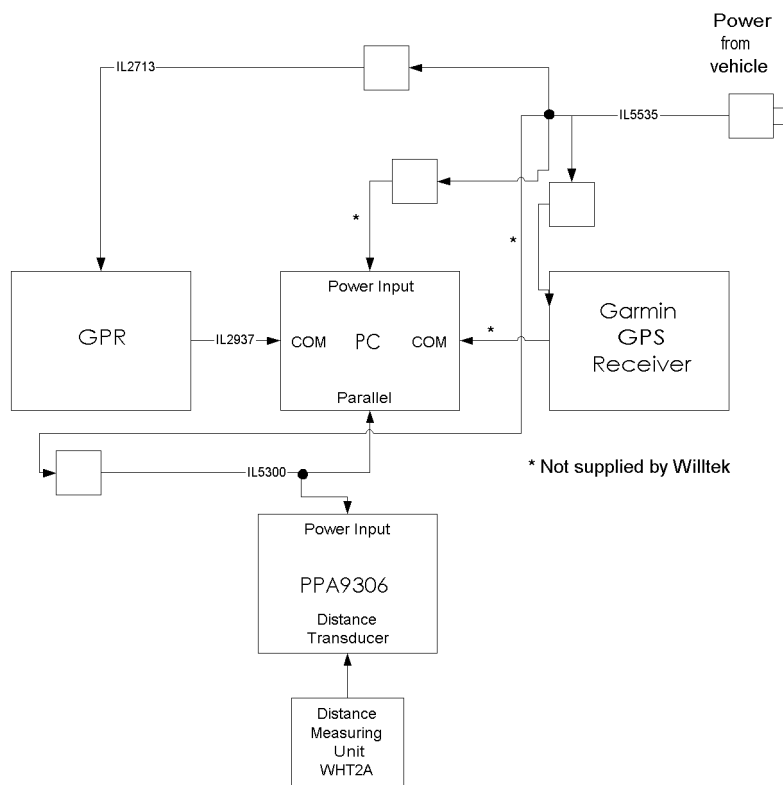 Power
from
vehicle
IL2713
IL5535
*
*
Power Input
GPR
IL2937
COM
PC
COM
*
Garmin
GPS
Receiver
Parallel
IL5300
* Not supplied by Willtek
Power Input
PPA9306
Distance
Transducer
Distance
Measuring
Unit
WHT2A